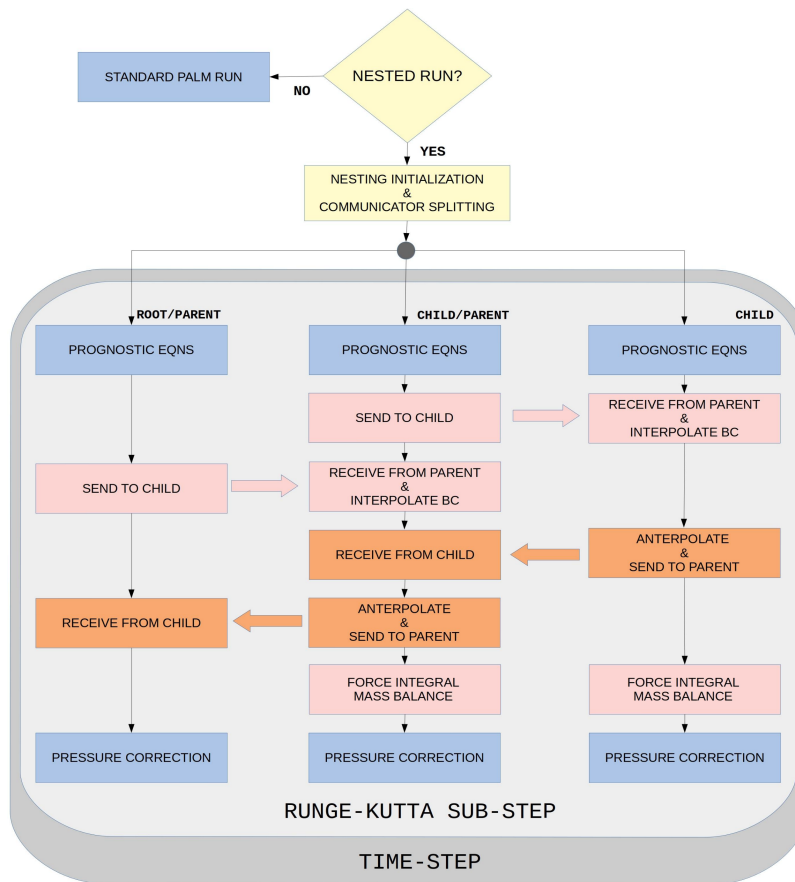 NESTED RUN?
STANDARD PALM RUN
NO
YES
NESTING INITIALIZATION
&
COMMUNICATOR SPLITTING
ROOT/PARENT
CHILD/PARENT
CHILD
PROGNOSTIC EQNS
PROGNOSTIC EQNS
PROGNOSTIC EQNS
SEND TO CHILD
RECEIVE FROM PARENT
&
INTERPOLATE BC
SEND TO CHILD
RECEIVE FROM PARENT
&
INTERPOLATE BC
RECEIVE FROM CHILD
ANTERPOLATE
&
SEND TO PARENT
RECEIVE FROM CHILD
ANTERPOLATE
&
SEND TO PARENT
FORCE INTEGRAL
MASS BALANCE
FORCE INTEGRAL
MASS BALANCE
PRESSURE CORRECTION
PRESSURE CORRECTION
PRESSURE CORRECTION
RUNGE-KUTTA SUB-STEP
TIME-STEP